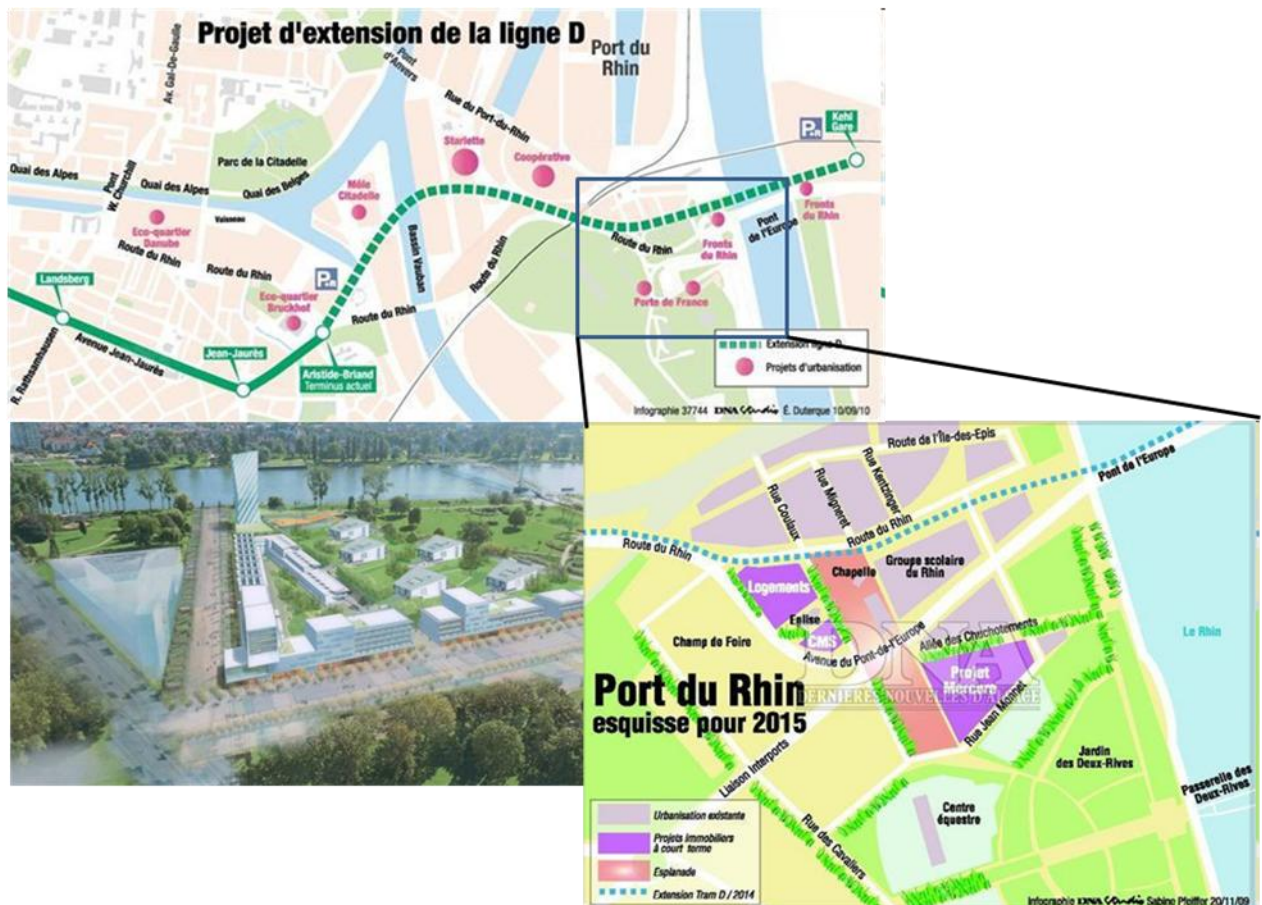 Projet d'extension de la ligne D
Port du
Rhin
Av. Gal-De-Gaulle
Pont
d'Anvers
Rue du Port-du-Rhin
Starlette
Coopérative
P+R
Kehl
Gare
Parc de la Citadelle
Quai des Alpes
Pont
W. Churchill
Quai des Alpes
Quai des Belges
Vaisseau
Môle
Citadelle
Eco-quartier
Danube
Route du Rhin
Route du Rhin
Bassin Vauban
Route du Rhin
Route du Rhin
Fronts
du Rhin
Pont
de l'Europe
Fronts
du Rhin
P+R
Landsberg
Eco-quartier
Bruckhof
Route du Rhin
Porte de France
R. Rathsamhausen
Avenue Jean-Jaurès
Jean-Jaurès
Aristide-Briand
Terminus actuel
Extension ligne D
Projets d'urbanisation
Infographie 37744 DNA Studio É. Duterque 10/09/10
Route de l'Île-des-Epis
Pont de l'Europe
Rue Coulaux
Rue Migneret
Rue Kentzinger
Route du Rhin
Route du Rhin
Chapelle
Groupe scolaire
du Rhin
Logements
Eglise
CMS
Champ de Foire
Avenue du Pont-de-l'Europe
Allée des Chuchotements
Le Rhin
DNA
DERNIERES NOUVELLES D'ALSACE
Projet
Mercure
Rue Jean Monnet
Port du Rhin
esquisse pour 2015
Liaison Interports
Jardin
des Deux-Rives
Passerelle des
Deux-Rives
Centre
équestre
Rue des Cavaliers
Urbanisation existante
Projets immobiliers
à court terme
Esplanade
Extension Tram D / 2014
Infographie DNA Studio Sabine Pfeiffer 20/11/09